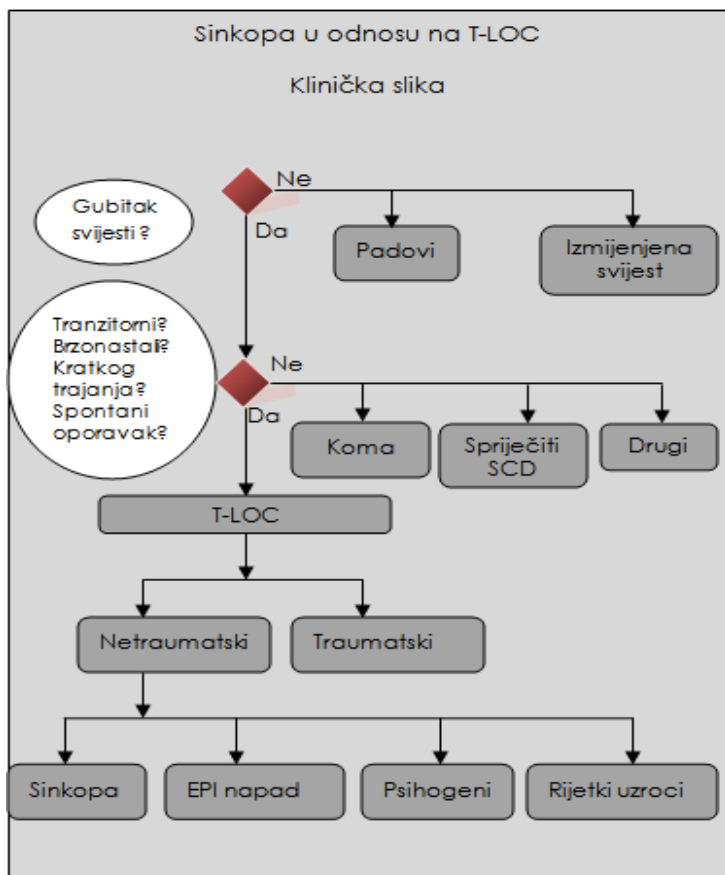 Sinkopa u odnosu na T-LOC
Klinička slika
Ne
Gubitak
svijesti ?
Da
Padovi
Izmijenjena
svijest
Tranzitorni?
Brzonastali?
Kratkog
trajanja?
Spontani
oporavak?
Ne
Da
Koma
Spriječiti
SCD
Drugi
T-LOC
Netraumatski
Traumatski
Sinkopa
EPI napad
Psihogeni
Rijetki uzroci